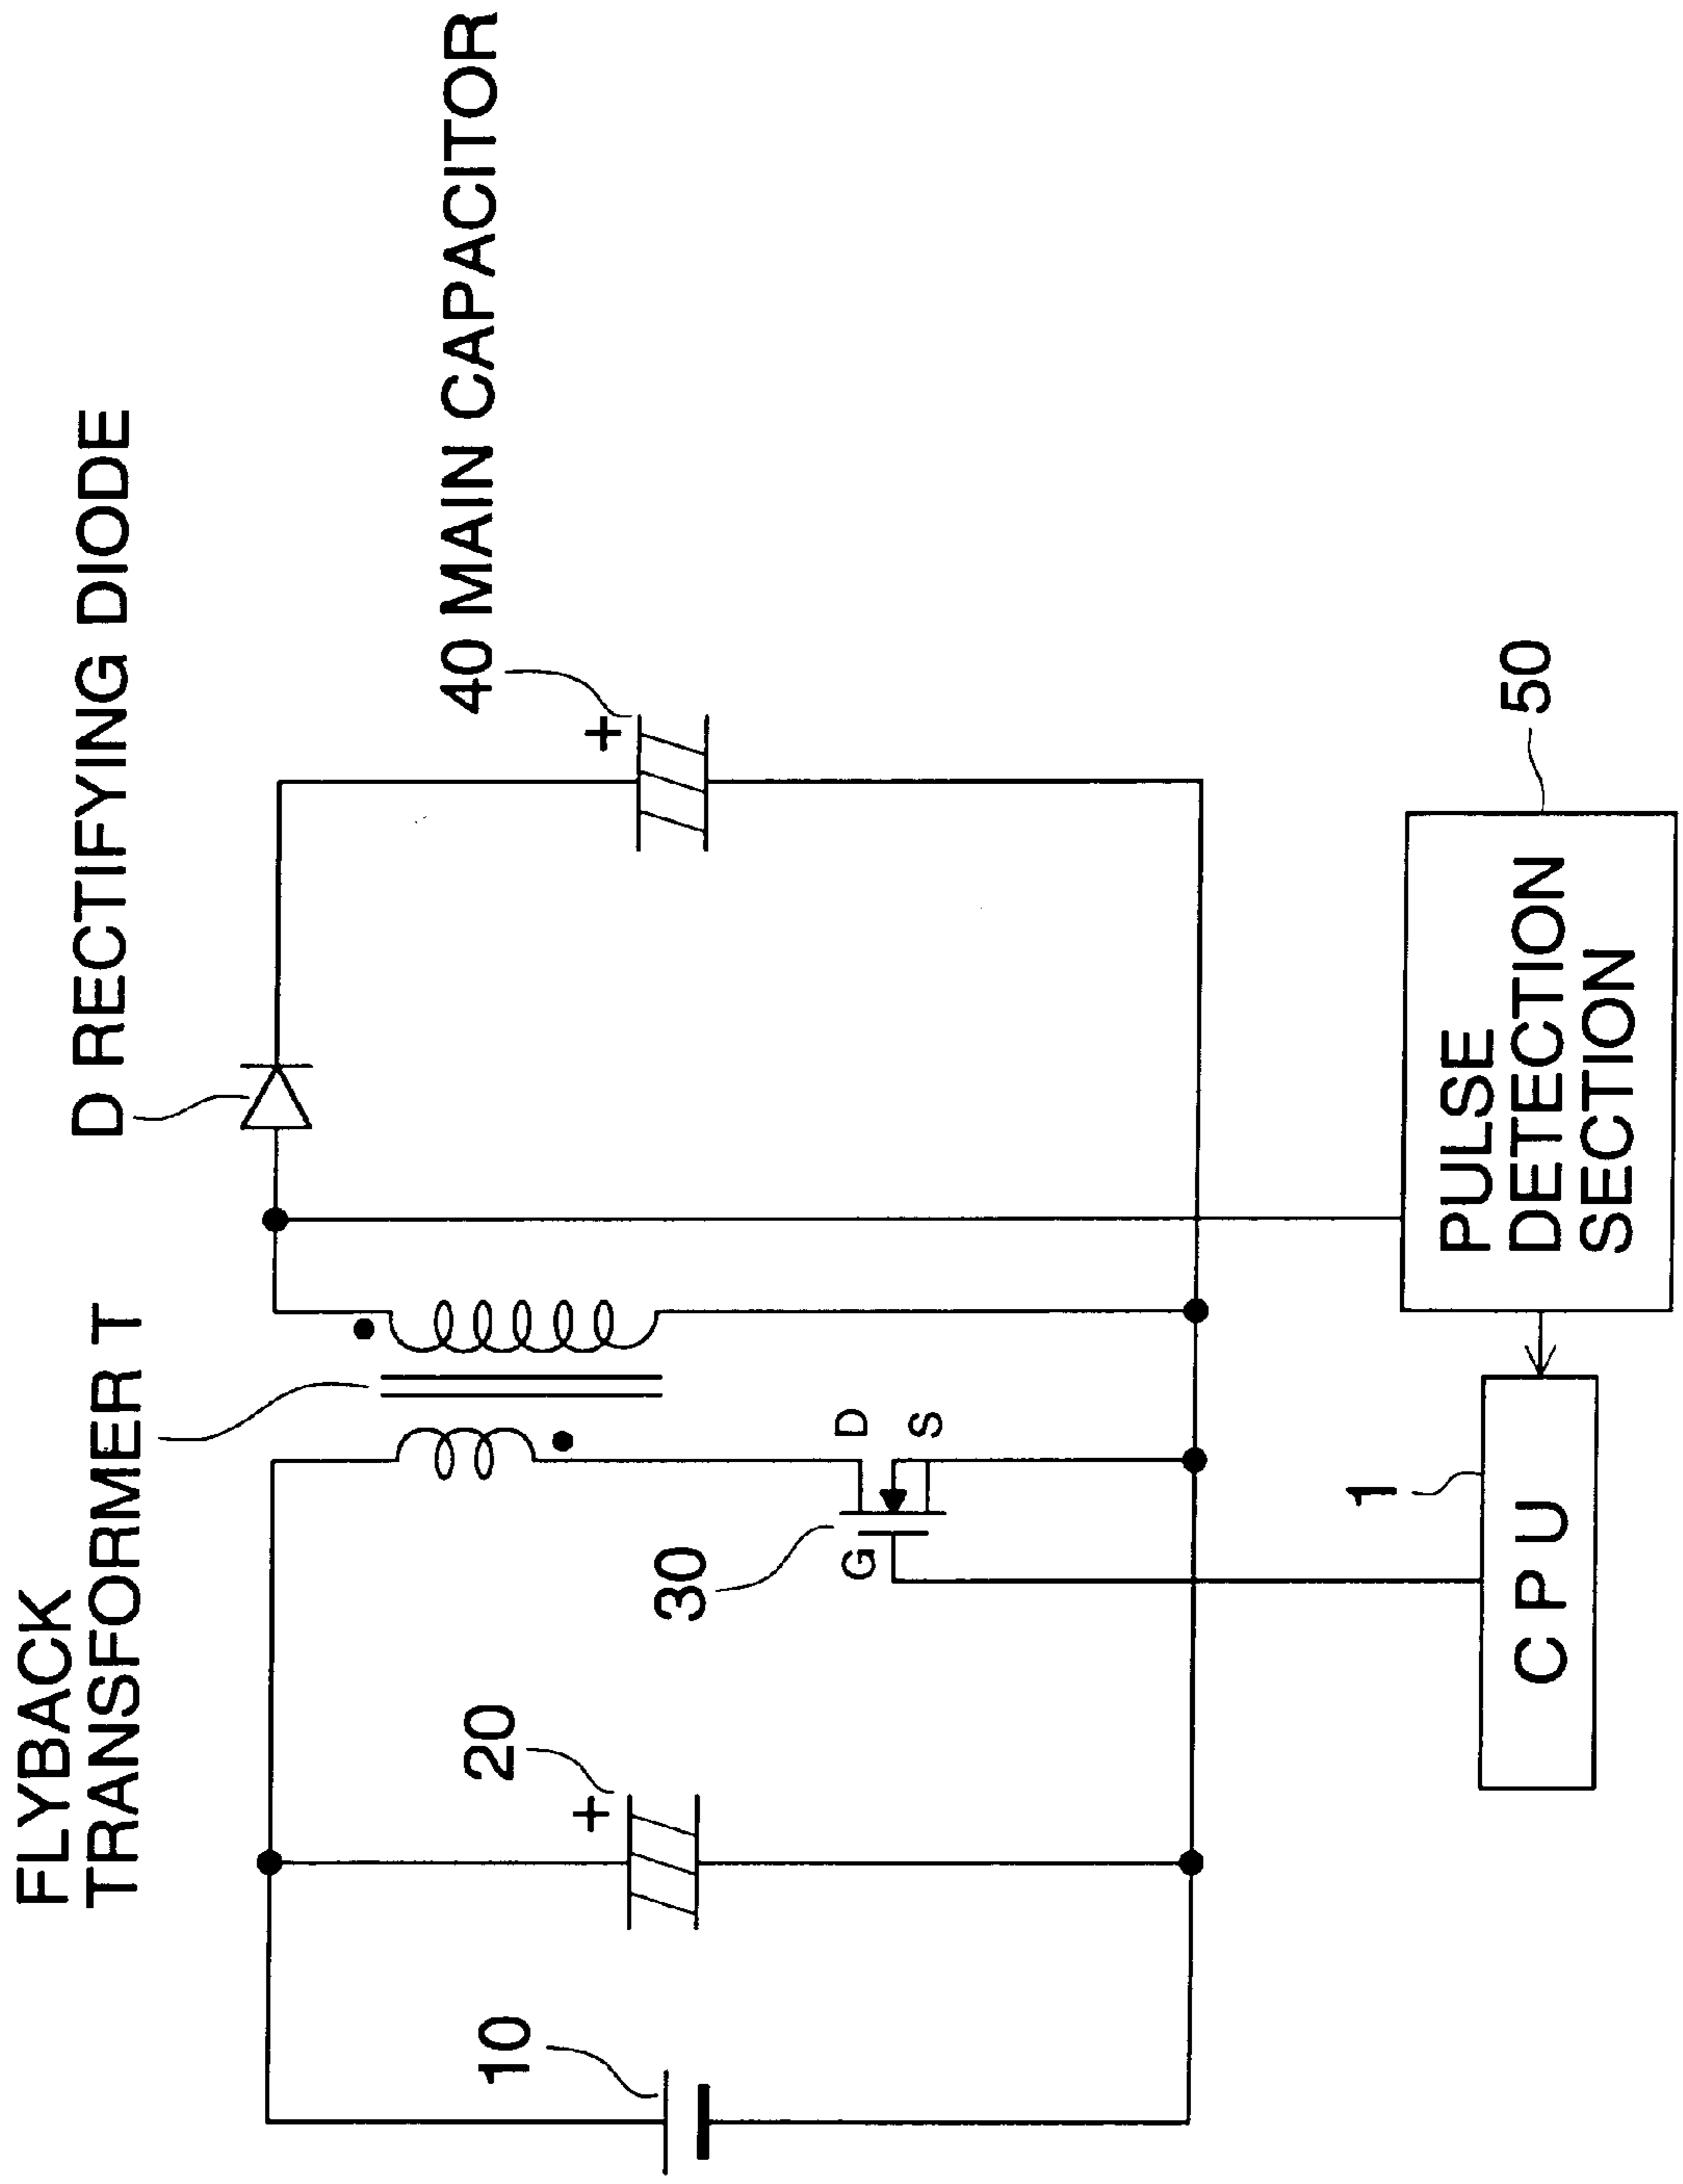 FLYBACK
TRANSFORMER T
D RECTIFYING DIODE
40 MAIN CAPACITOR
10
20
+
30
G
D
S
+
1
C P U
50
PULSE
DETECTION
SECTION